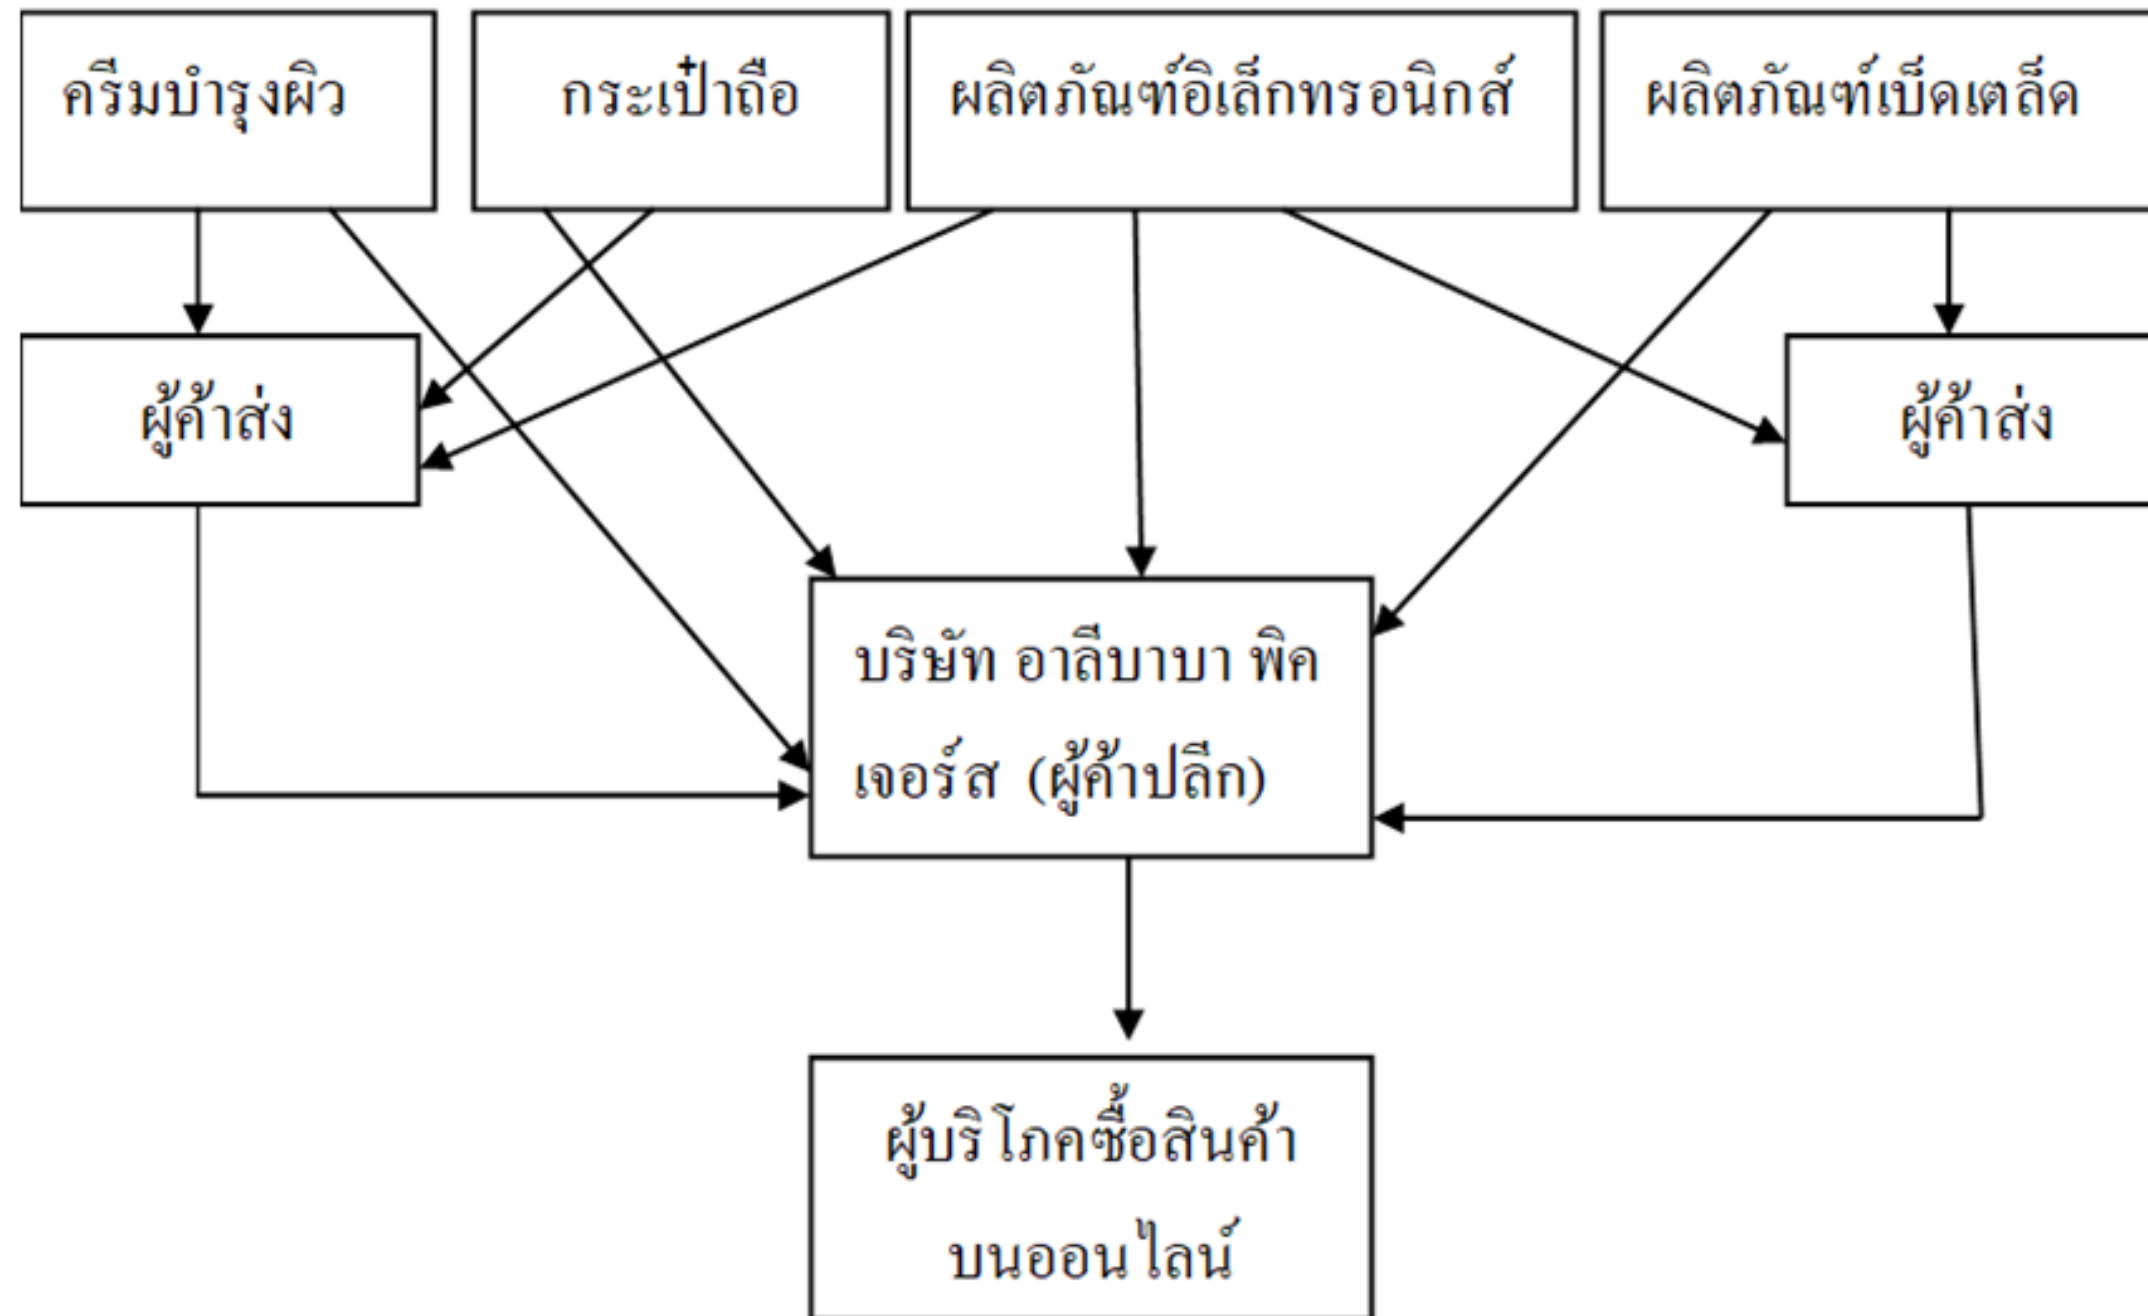 ครีมบำรุงผิว
กระเป๋าถือ
ผลิตภัณฑ์อิเล็กทรอนิกส์
ผลิตภัณฑ์เบ็ดเตล็ด
ผู้ค้าส่ง
ผู้ค้าส่ง
บริษัท อาลีบาบา พิค
เจอร์ส (ผู้ค้าปลีก)
ผู้บริโภคซื้อสินค้า
บนออนไลน์